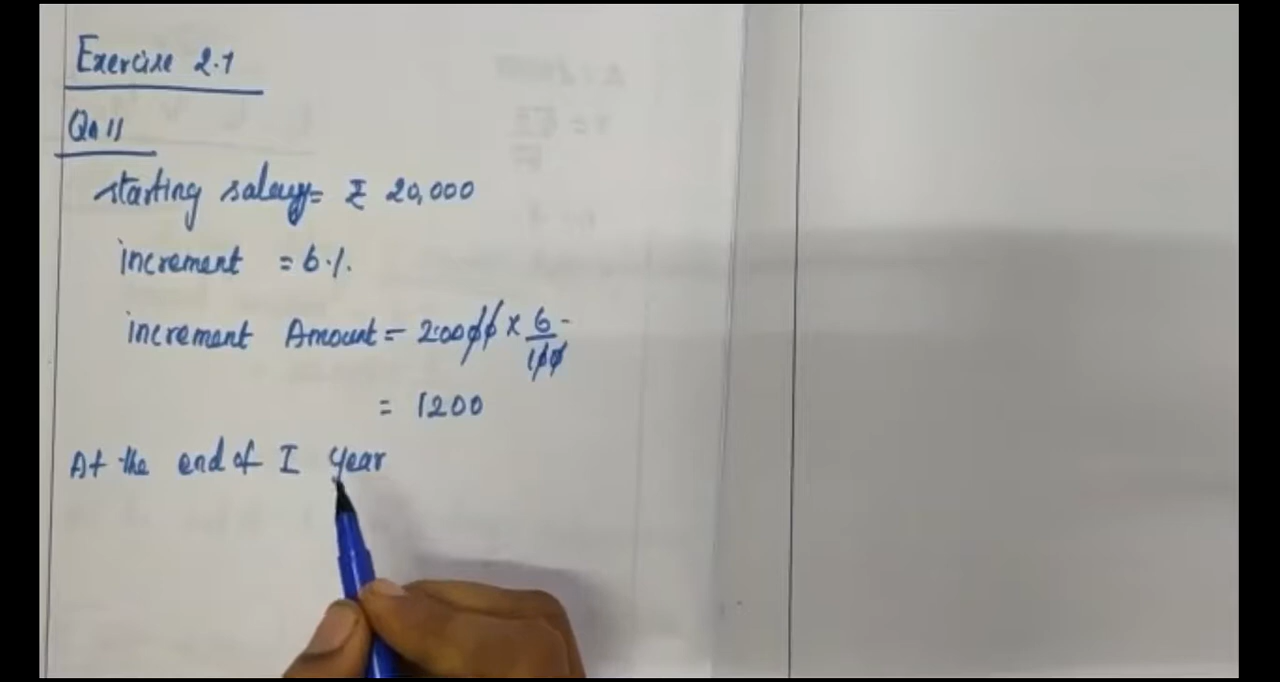 Exercise 2.7
Qn 11
starting salary = ₹ 20,000
increment = 6%
increment Amount = 20000 × 6/100
= 1200
At the end of I year